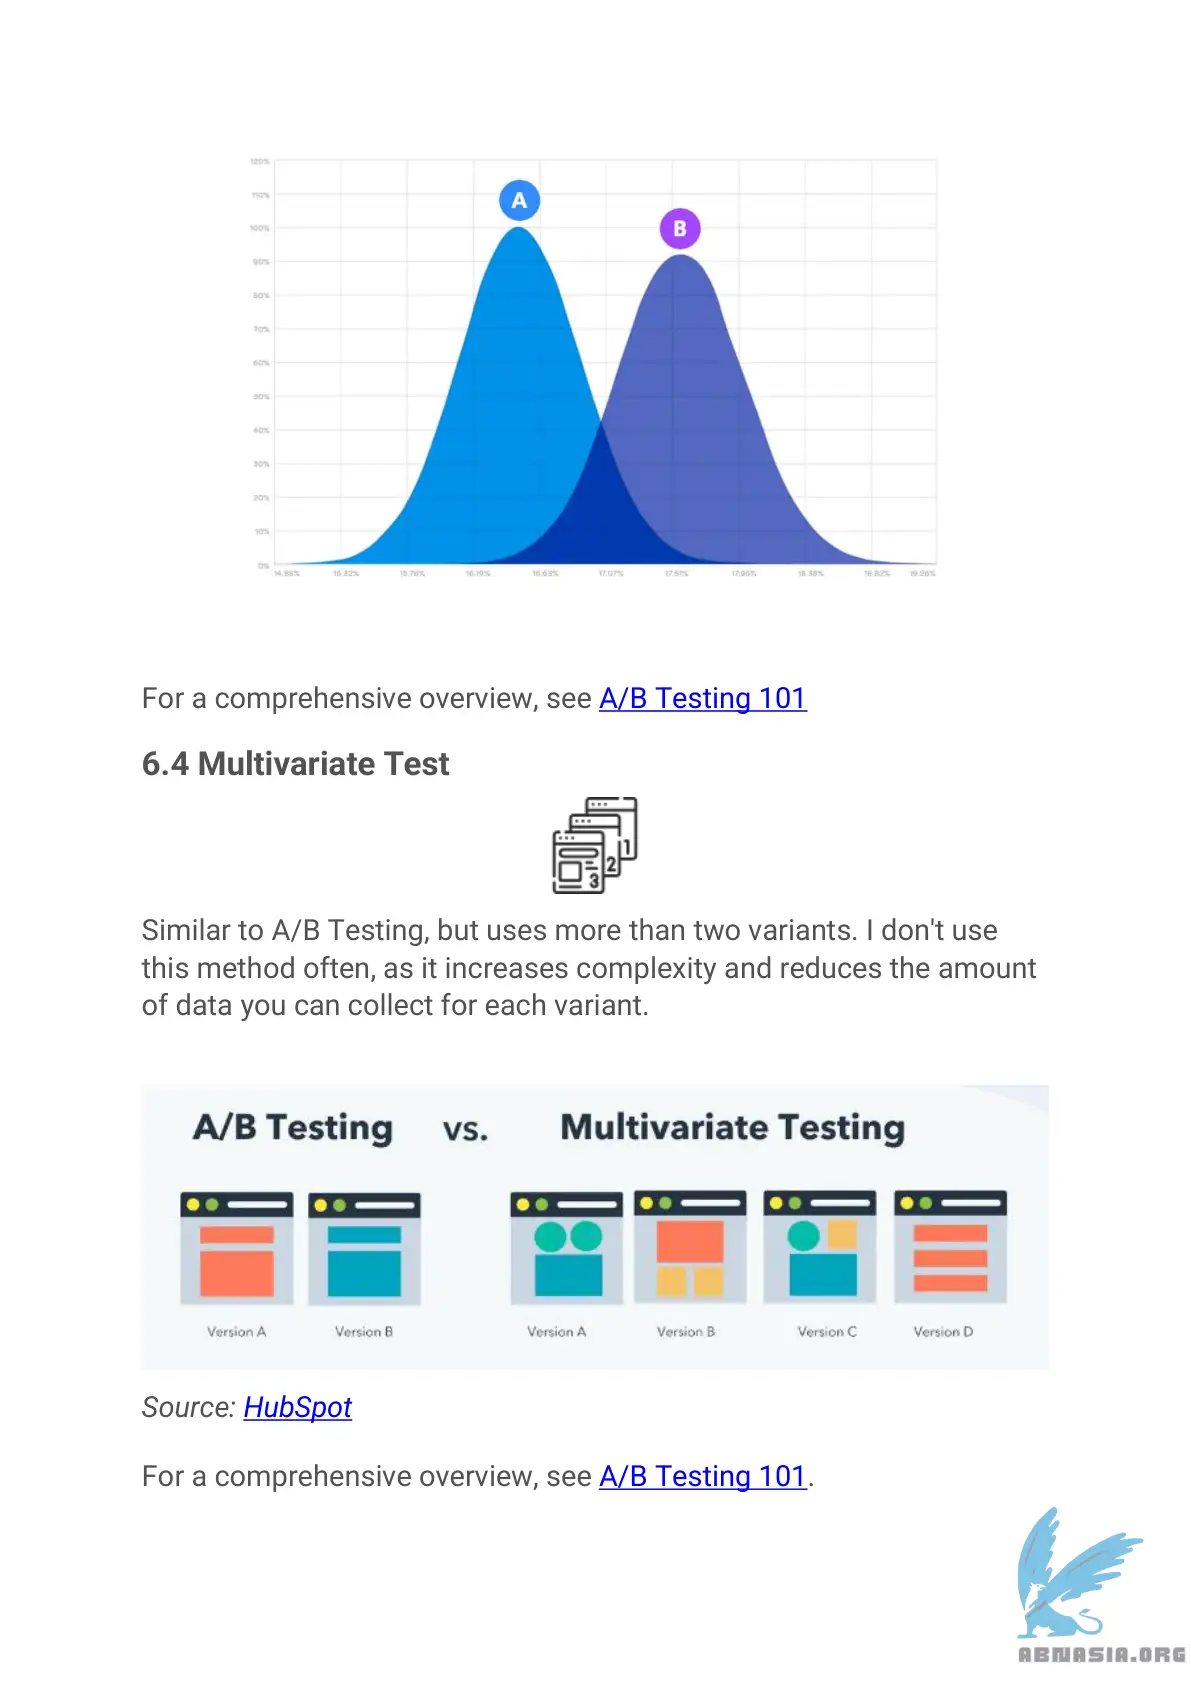 120%
110%
100%
90%
80%
70%
60%
50%
40%
30%
20%
10%
0%
A
B
14.88% 15.32% 15.76% 16.19% 16.63% 17.07% 17.51% 17.95% 18.38% 18.82% 19.26%
For a comprehensive overview, see A/B Testing 101
6.4 Multivariate Test
1
2
3
Similar to A/B Testing, but uses more than two variants. I don't use
this method often, as it increases complexity and reduces the amount
of data you can collect for each variant.
A/B Testing vs. Multivariate Testing
Version A Version B Version A Version B Version C Version D
Source: HubSpot
For a comprehensive overview, see A/B Testing 101.
ABNASIA.ORG